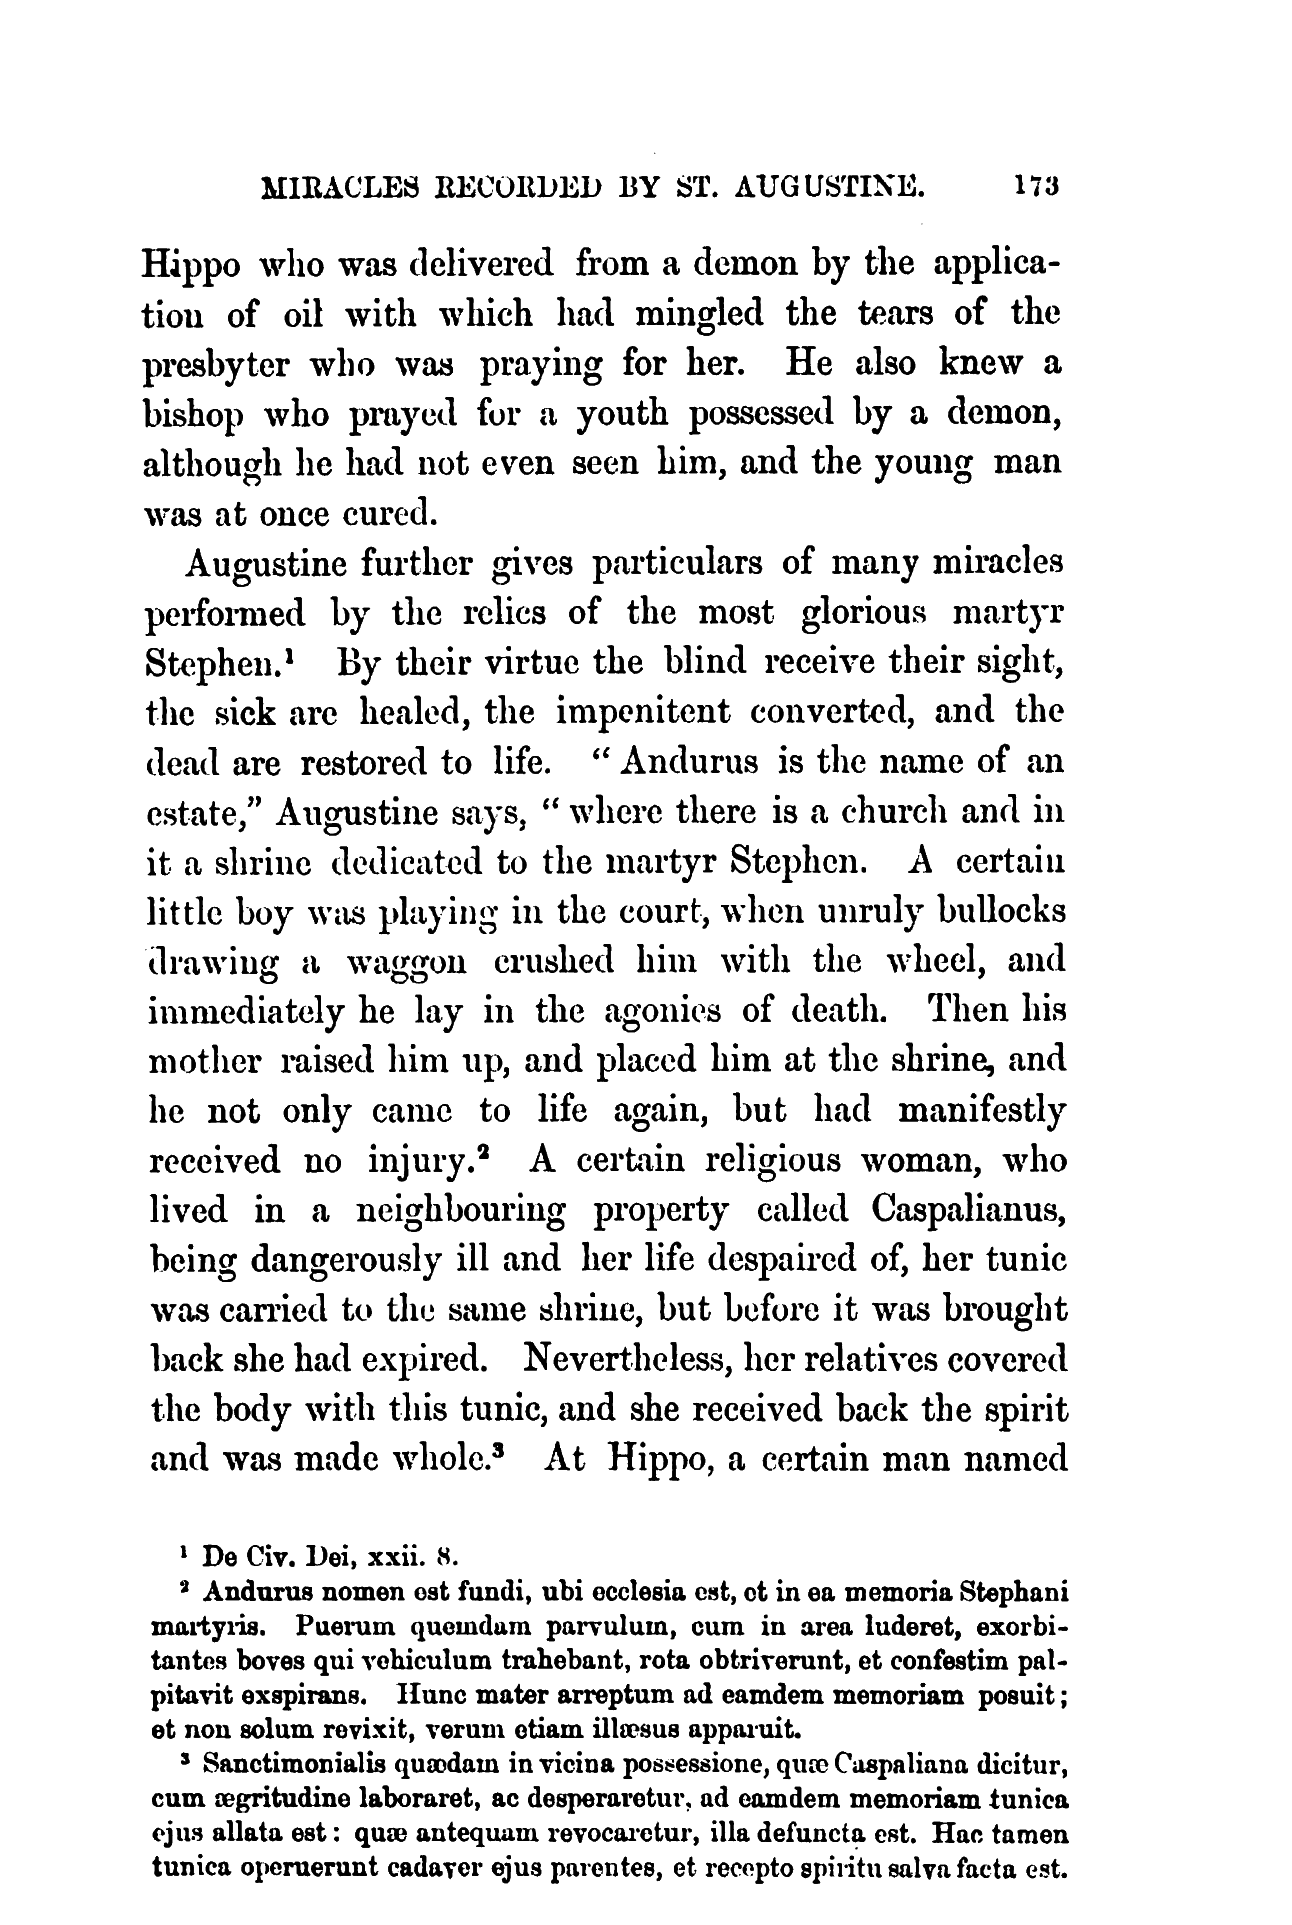 MIRACLES RECORDED BY ST. AUGUSTINE. 173
Hippo who was delivered from a demon by the applica-
tion of oil with which had mingled the tears of the
presbyter who was praying for her. He also knew a
bishop who prayed for a youth possessed by a demon,
although he had not even seen him, and the young man
was at once cured.
Augustine further gives particulars of many miracles
performed by the relics of the most glorious martyr
Stephen.¹ By their virtue the blind receive their sight,
the sick are healed, the impenitent converted, and the
dead are restored to life. “Andurus is the name of an
estate,” Augustine says, “where there is a church and in
it a shrine dedicated to the martyr Stephen. A certain
little boy was playing in the court, when unruly bullocks
drawing a waggon crushed him with the wheel, and
immediately he lay in the agonies of death. Then his
mother raised him up, and placed him at the shrine, and
he not only came to life again, but had manifestly
received no injury.² A certain religious woman, who
lived in a neighbouring property called Caspalianus,
being dangerously ill and her life despaired of, her tunic
was carried to the same shrine, but before it was brought
back she had expired. Nevertheless, her relatives covered
the body with this tunic, and she received back the spirit
and was made whole.³ At Hippo, a certain man named
¹ De Civ. Dei, xxii. 8.
² Andurus nomen est fundi, ubi ecclesia est, et in ea memoria Stephani
martyris. Puerum quemdam parvulum, cum in area luderet, exorbi-
tantes boves qui vehiculum trahebant, rota obtriverunt, et confestim pal-
pitavit exspirans. Hunc mater arreptum ad eamdem memoriam posuit;
et non solum revixit, verum etiam illæsus apparuit.
³ Sanctimonialis quædam in vicina possessione, quæ Caspaliana dicitur,
cum ægritudine laboraret, ac desperaretur, ad eamdem memoriam tunica
ejus allata est: quæ antequam revocaretur, illa defuncta est. Hac tamen
tunica operuerunt cadaver ejus parentes, et recepto spiritu salva facta est.